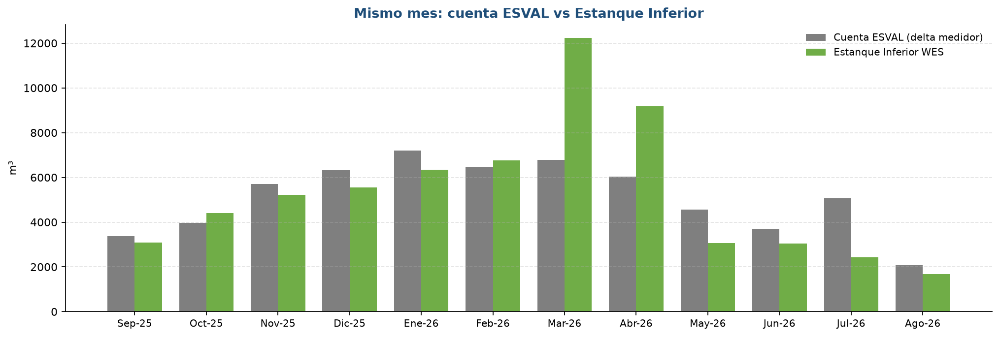 Mismo mes: cuenta ESVAL vs Estanque Inferior
Cuenta ESVAL (delta medidor)
Estanque Inferior WES
m³
12000
10000
8000
6000
4000
2000
0
Sep-25 Oct-25 Nov-25 Dic-25 Ene-26 Feb-26 Mar-26 Abr-26 May-26 Jun-26 Jul-26 Ago-26